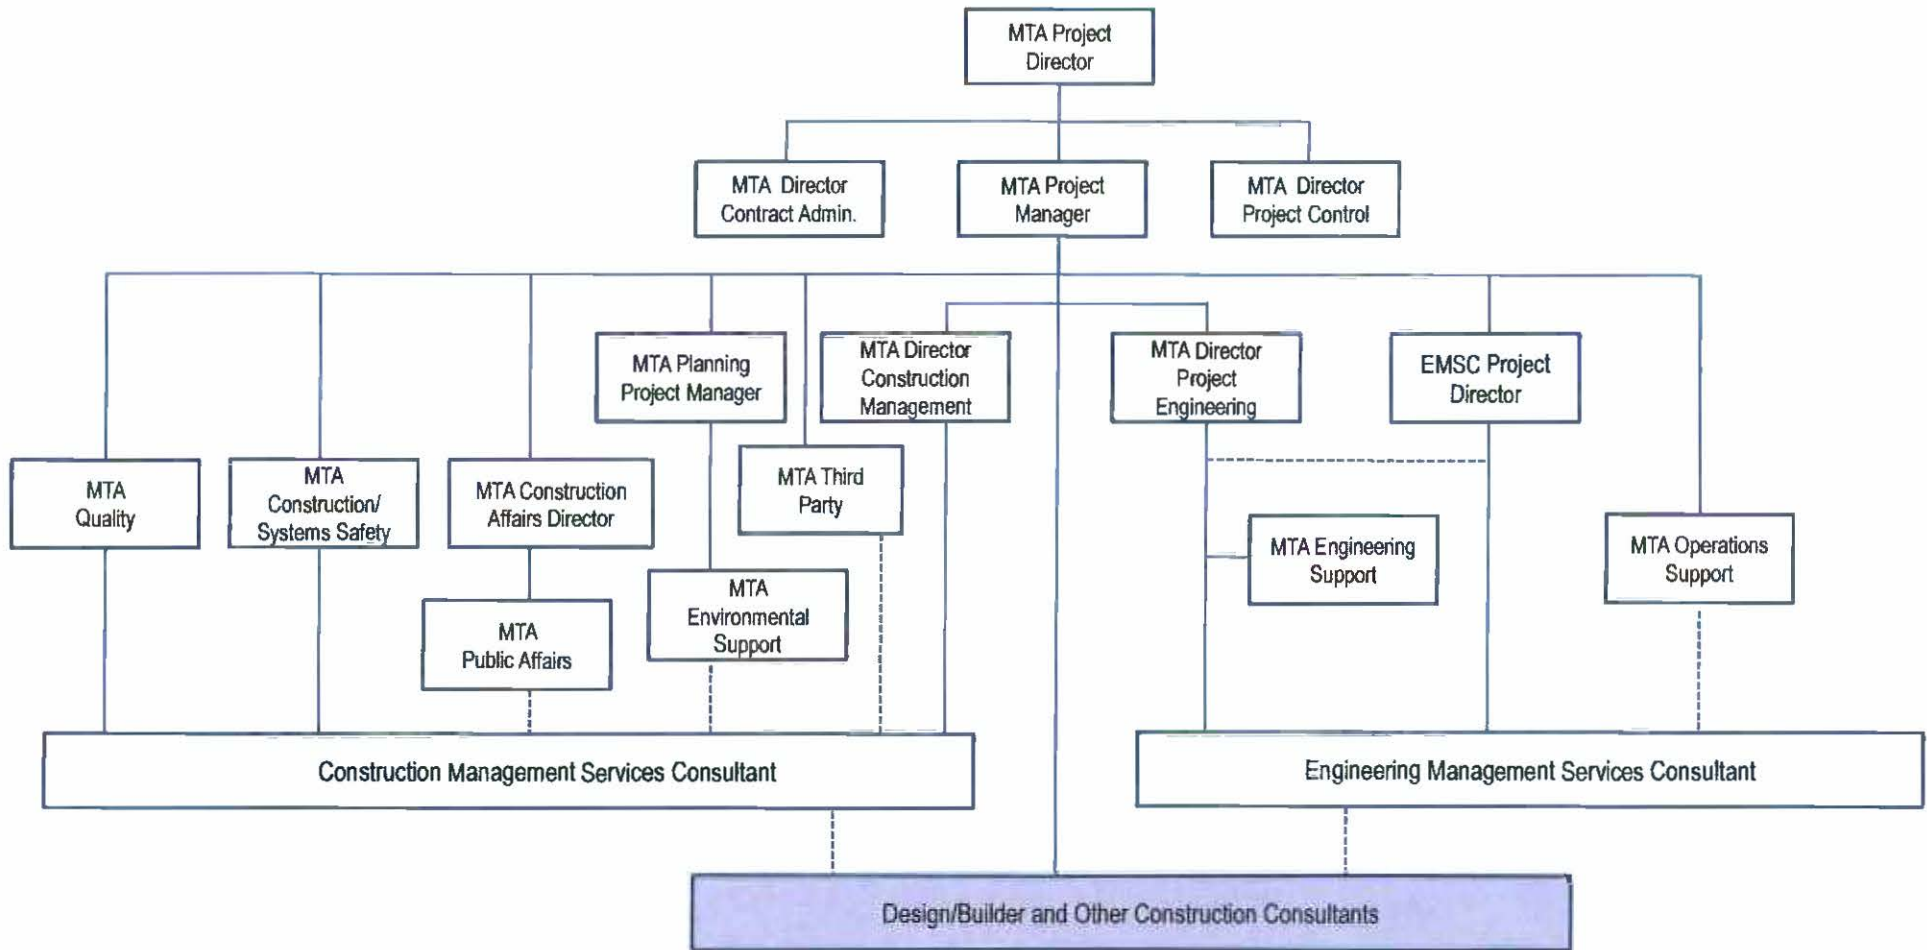 MTA Project
Director
MTA Director
Contract Admin.
MTA Project
Manager
MTA Director
Project Control
MTA Planning
Project Manager
MTA Director
Construction
Management
MTA Director
Project
Engineering
EMSC Project
Director
MTA
Quality
MTA
Construction/
Systems Safety
MTA Construction
Affairs Director
MTA Third
Party
MTA Engineering
Support
MTA Operations
Support
MTA
Public Affairs
MTA
Environmental
Support
Construction Management Services Consultant
Engineering Management Services Consultant
Design/Builder and Other Construction Consultants